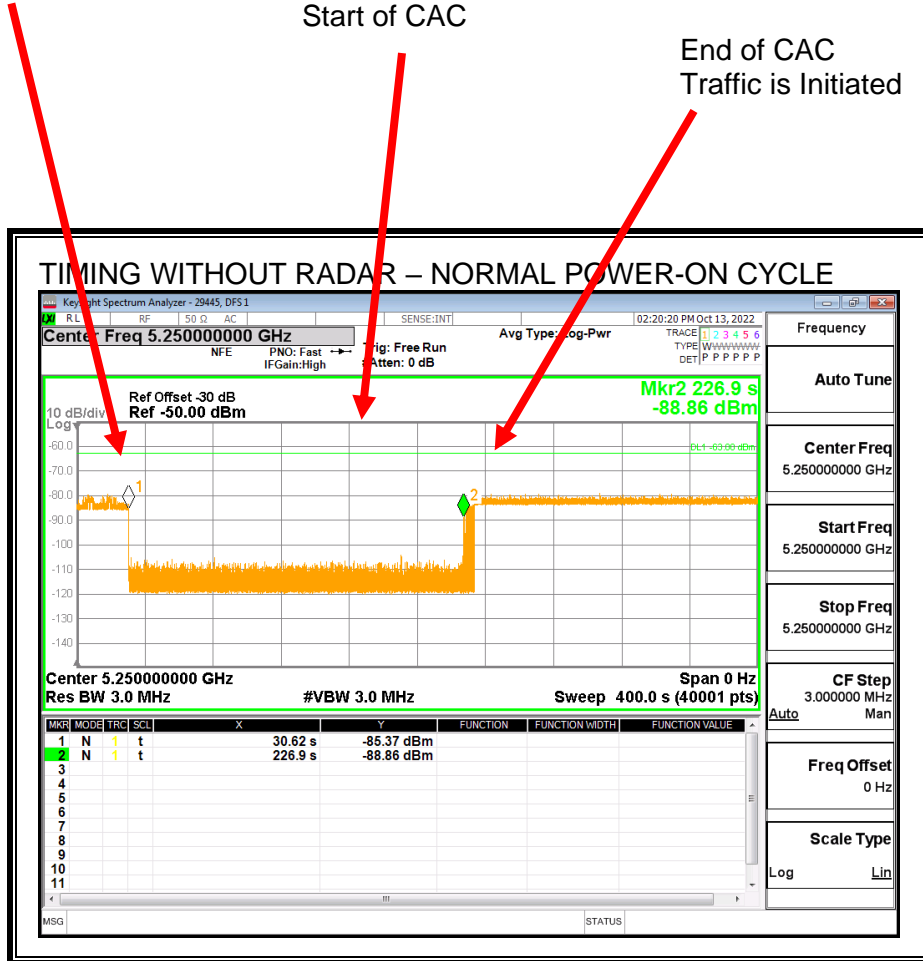 Start of CAC
End of CAC
Traffic is Initiated
TIMING WITHOUT RADAR – NORMAL POWER-ON CYCLE
Keysight Spectrum Analyzer - 29445, DFS 1
RL RF 50 Ω AC SENSE:INT 02:20:20 PM Oct 13, 2022
Center Freq 5.250000000 GHz
NFE PNO: Fast
IFGain:High
Trig: Free Run
#Atten: 0 dB
Avg Type: Log-Pwr
TRACE 1 2 3 4 5 6
TYPE WWWWWW
DET P P P P P P
Mkr2 226.9 s
-88.86 dBm
Ref Offset -30 dB
10 dB/div Ref -50.00 dBm
Log
DL1 -63.00 dBm
-60.0
-70.0
-80.0
-90.0
-100
-110
-120
-130
-140
1
2
Center 5.250000000 GHz Span 0 Hz
Res BW 3.0 MHz #VBW 3.0 MHz Sweep 400.0 s (40001 pts)
MKR MODE TRC SCL X Y FUNCTION FUNCTION WIDTH FUNCTION VALUE
1 N 1 t 30.62 s -85.37 dBm
2 N 1 t 226.9 s -88.86 dBm
3
4
5
6
7
8
9
10
11
MSG STATUS
Frequency
Auto Tune
Center Freq
5.250000000 GHz
Start Freq
5.250000000 GHz
Stop Freq
5.250000000 GHz
CF Step
3.000000 MHz
Auto Man
Freq Offset
0 Hz
Scale Type
Log Lin